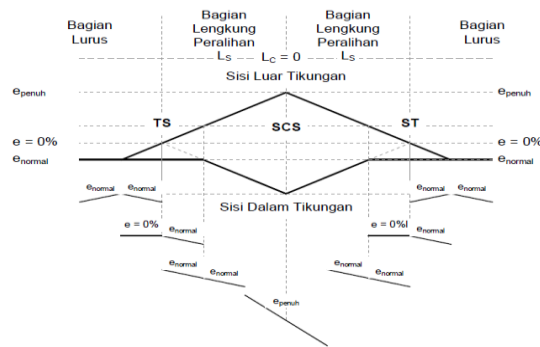 Bagian
Lurus
Bagian
Lengkung
Peralihan
Ls
Lc = 0
Bagian
Lengkung
Peralihan
Ls
Bagian
Lurus
Sisi Luar Tikungan
epenuh
epenuh
TS
SCS
ST
e = 0%
e = 0%
enormal
enormal
enormal
enormal
Sisi Dalam Tikungan
enormal
enormal
e = 0%
enormal
e = 0%l
enormal
enormal
enormal
enormal
enormal
epenuh